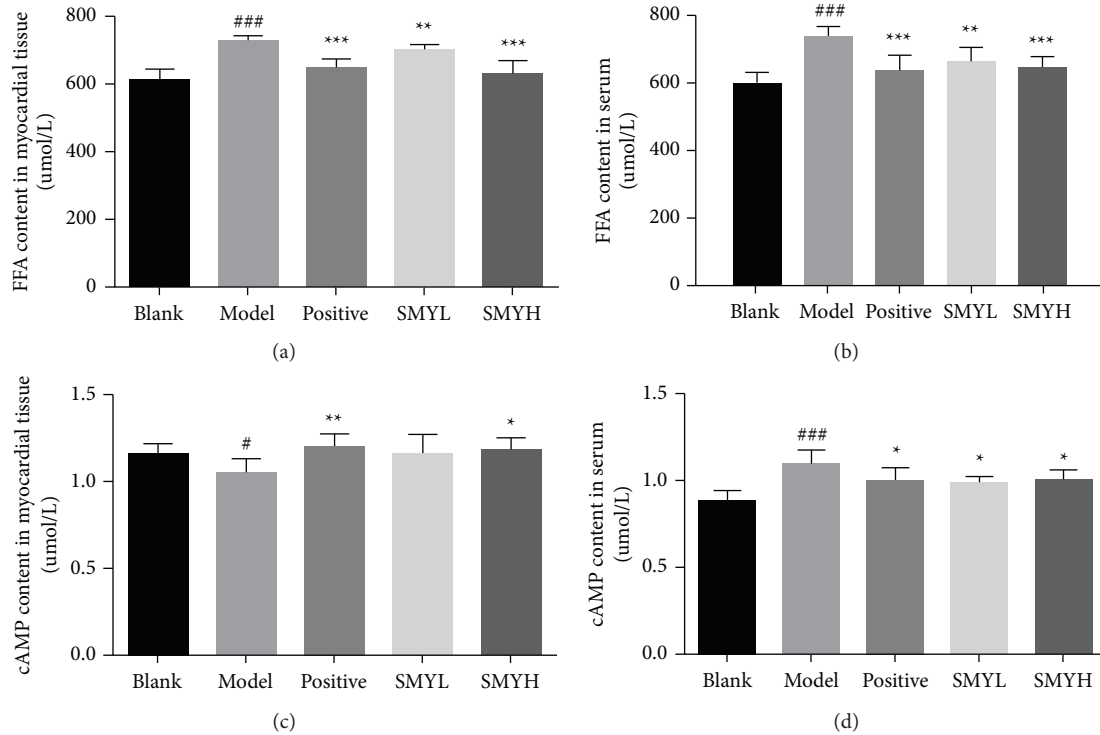 FFA content in myocardial tissue
(umol/L)
800
600
400
200
0
###
***
**
***
Blank Model Positive SMYL SMYH
(a)
FFA content in serum
(umol/L)
800
600
400
200
0
###
***
**
***
Blank Model Positive SMYL SMYH
(b)
cAMP content in myocardial tissue
(umol/L)
1.5
1.0
0.5
0.0
#
**
*
Blank Model Positive SMYL SMYH
(c)
cAMP content in serum
(umol/L)
1.5
1.0
0.5
0.0
###
*
*
*
Blank Model Positive SMYL SMYH
(d)